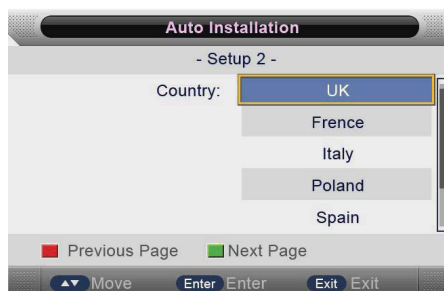 Auto Installation
- Setup 2 -
Country: UK
Frence
Italy
Poland
Spain
Previous Page Next Page
Move Enter Enter Exit Exit